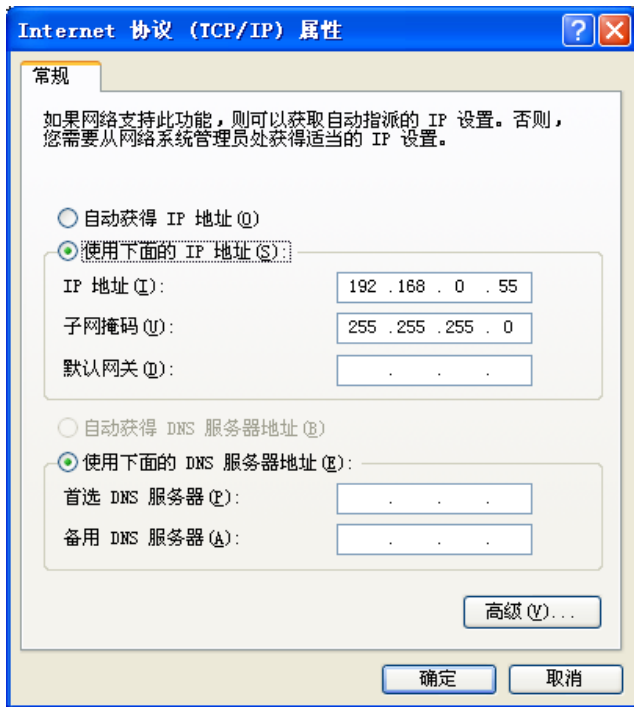 Internet 协议 (TCP/IP) 属性
常规
如果网络支持此功能，则可以获取自动指派的 IP 设置。否则，
您需要从网络系统管理员处获得适当的 IP 设置。
自动获得 IP 地址(O)
使用下面的 IP 地址(S):
IP 地址(I): 192 .168 . 0 . 55
子网掩码(U): 255 .255 .255 . 0
默认网关(D): . . .
自动获得 DNS 服务器地址(B)
使用下面的 DNS 服务器地址(E):
首选 DNS 服务器(P): . . .
备用 DNS 服务器(A): . . .
高级(V)...
确定 取消